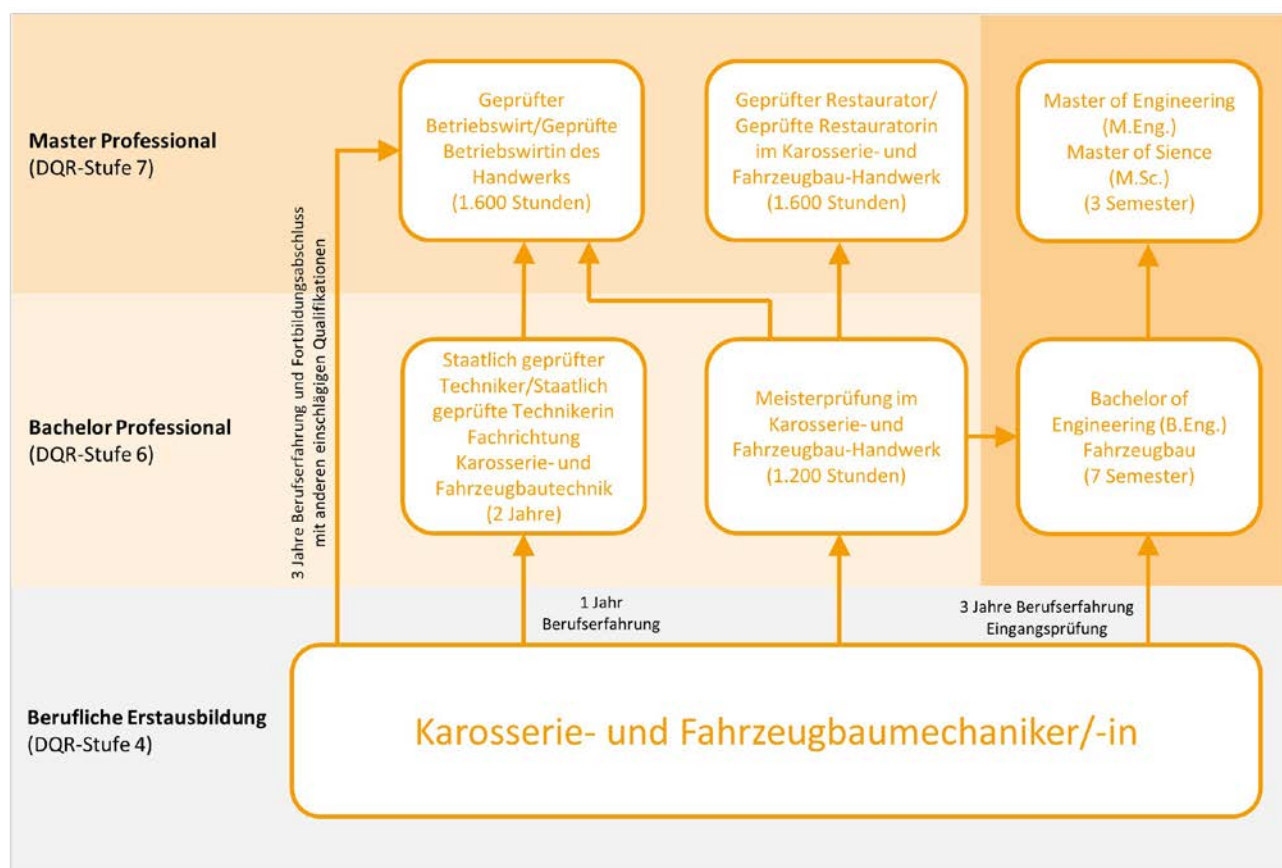 Master Professional
(DQR-Stufe 7)
Geprüfter
Betriebswirt/Geprüfte
Betriebswirtin des
Handwerks
(1.600 Stunden)
Geprüfter Restaurator/
Geprüfte Restauratorin
im Karosserie- und
Fahrzeugbau-Handwerk
(1.600 Stunden)
Master of Engineering
(M.Eng.)
Master of Sience
(M.Sc.)
(3 Semester)
3 Jahre Berufserfahrung und Fortbildungsabschluss
mit anderen einschlägigen Qualifikationen
Bachelor Professional
(DQR-Stufe 6)
Staatlich geprüfter
Techniker/Staatlich
geprüfte Technikerin
Fachrichtung
Karosserie- und
Fahrzeugbautechnik
(2 Jahre)
Meisterprüfung im
Karosserie- und
Fahrzeugbau-Handwerk
(1.200 Stunden)
Bachelor of
Engineering (B.Eng.)
Fahrzeugbau
(7 Semester)
1 Jahr
Berufserfahrung
3 Jahre Berufserfahrung
Eingangsprüfung
Berufliche Erstausbildung
(DQR-Stufe 4)
Karosserie- und Fahrzeugbaumechaniker/-in